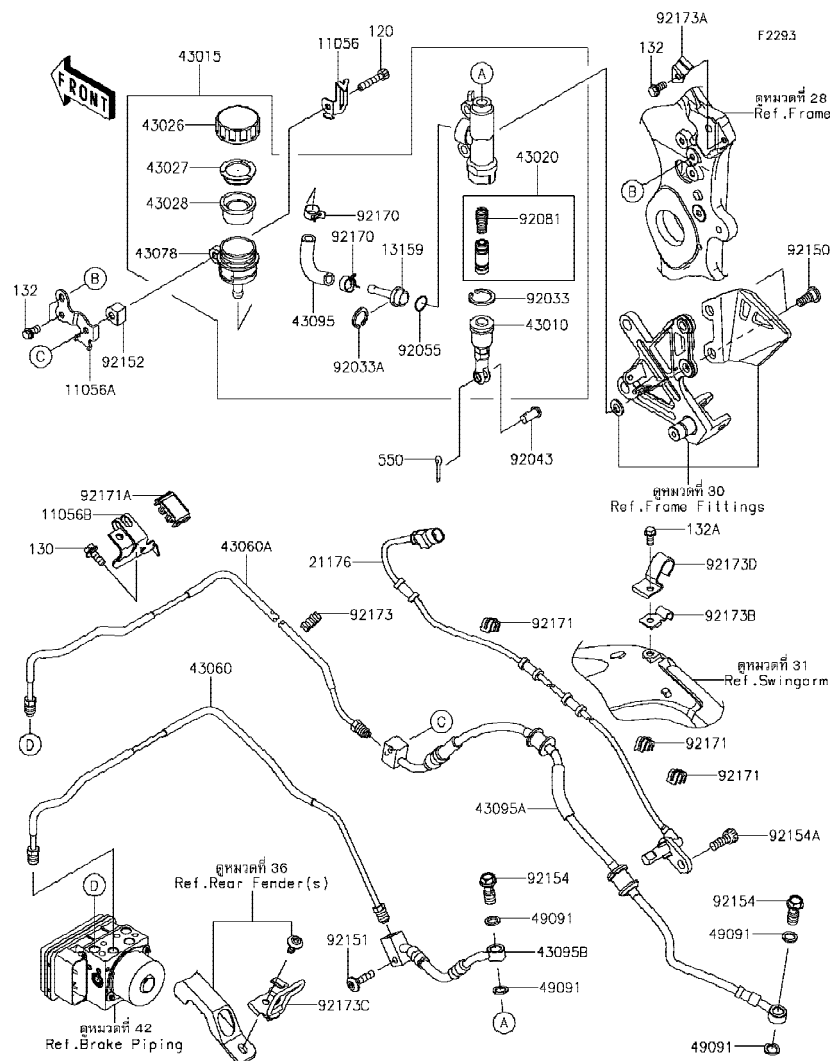 92173A
120
F2293
11056
132
43015
FRONT
A
ดูหมวดที่ 28
Ref.Frame
43026
43020
43027
B
92170
43028
92081
92170
43078
13159
92150
B
132
92033
43010
C
43095
92055
92152
92033A
11056A
550
92043
ดูหมวดที่ 30
Ref.Frame Fittings
92171A
11056B
132A
130
43060A
21176
92173D
92173
92171
92173B
43060
ดูหมวดที่ 31
Ref.Swingarm
C
D
92171
92171
43095A
92154A
ดูหมวดที่ 36
Ref.Rear Fender(s)
D
92154
92154
49091
49091
92151
43095B
92173C
49091
A
ดูหมวดที่ 42
Ref.Brake Piping
49091